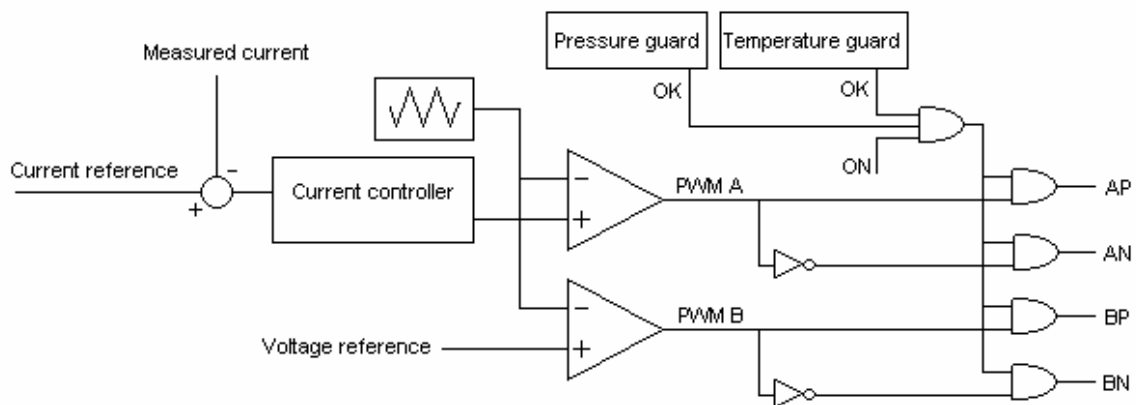 Pressure guard
Temperature guard
Measured current
OK
OK
Current reference
−
+
Current controller
ON
−
PWM A
+
AP
AN
−
PWM B
BP
Voltage reference
+
BN